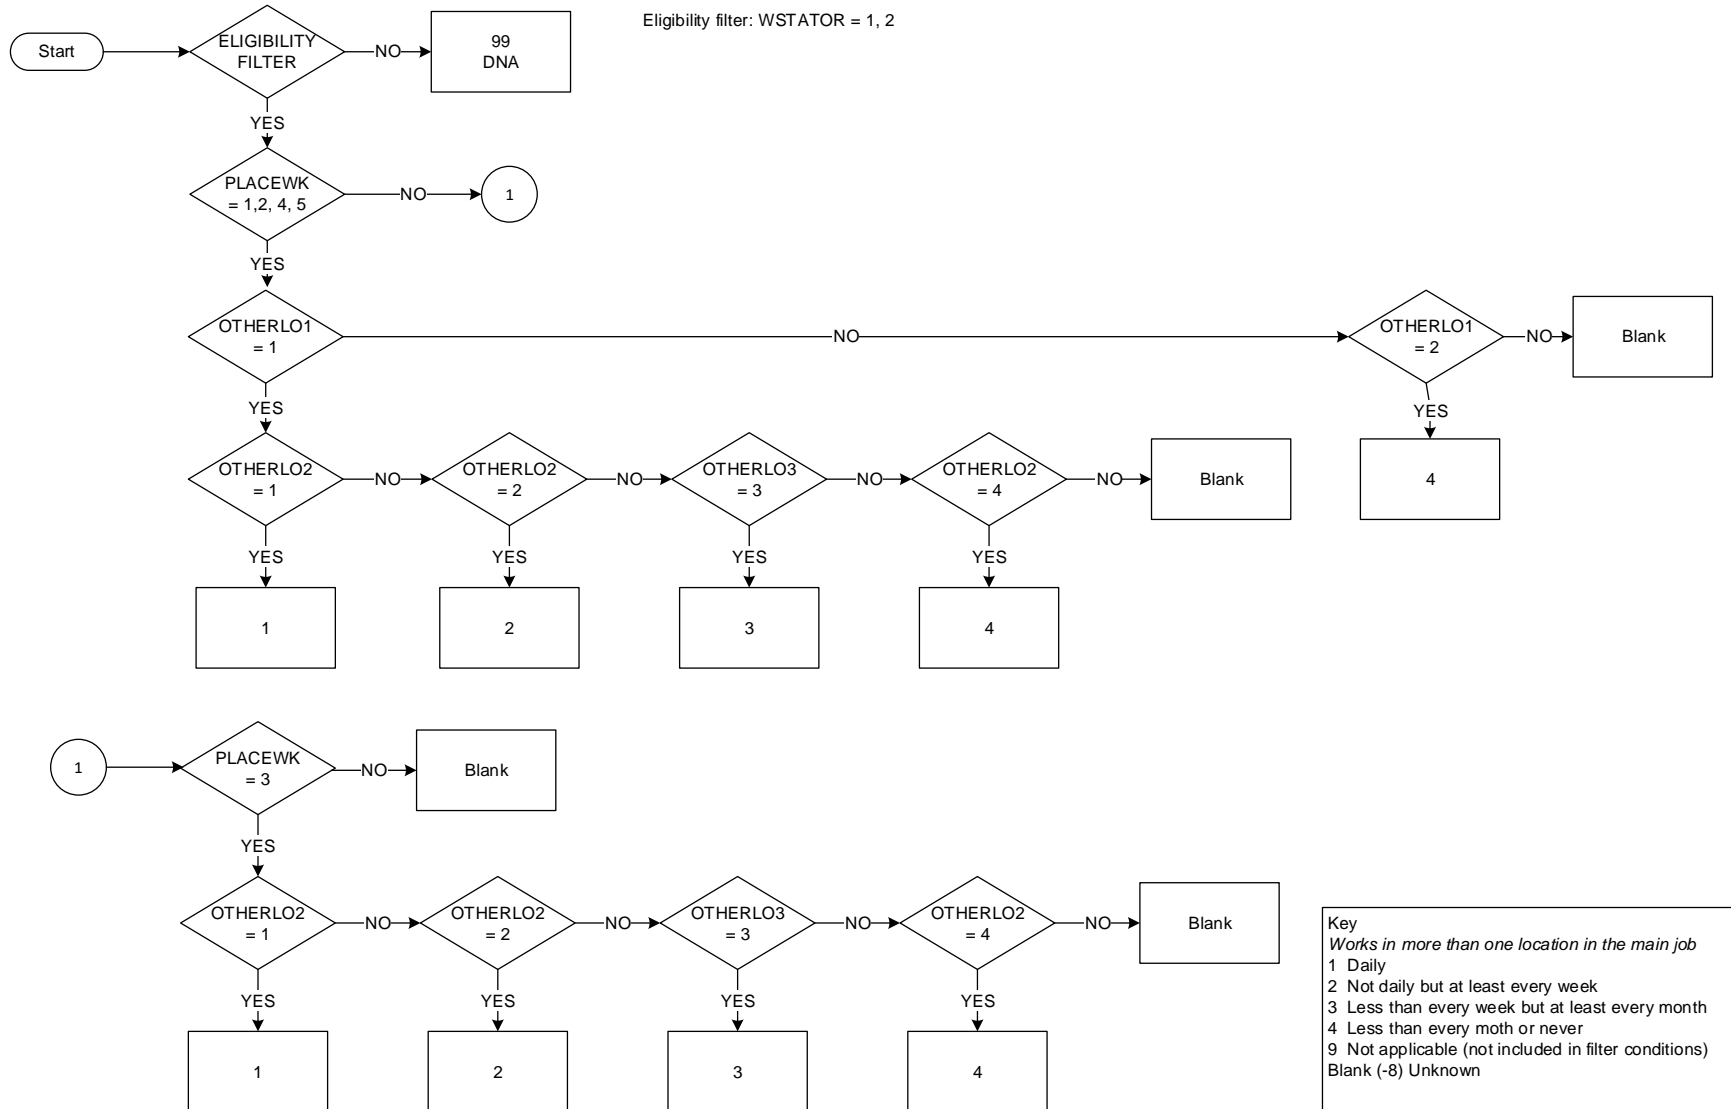 Eligibility filter: WSTATOR = 1, 2
Start
ELIGIBILITY
FILTER
NO
99
DNA
YES
PLACEWK
= 1,2, 4, 5
NO
1
YES
OTHERLO1
= 1
NO
OTHERLO1
= 2
NO
Blank
YES
YES
4
OTHERLO2
= 1
NO
OTHERLO2
= 2
NO
OTHERLO3
= 3
NO
OTHERLO2
= 4
NO
Blank
YES
YES
YES
YES
1
2
3
4
1
PLACEWK
= 3
NO
Blank
YES
OTHERLO2
= 1
NO
OTHERLO2
= 2
NO
OTHERLO3
= 3
NO
OTHERLO2
= 4
NO
Blank
YES
YES
YES
YES
1
2
3
4
Key
Works in more than one location in the main job
1 Daily
2 Not daily but at least every week
3 Less than every week but at least every month
4 Less than every moth or never
9 Not applicable (not included in filter conditions)
Blank (-8) Unknown